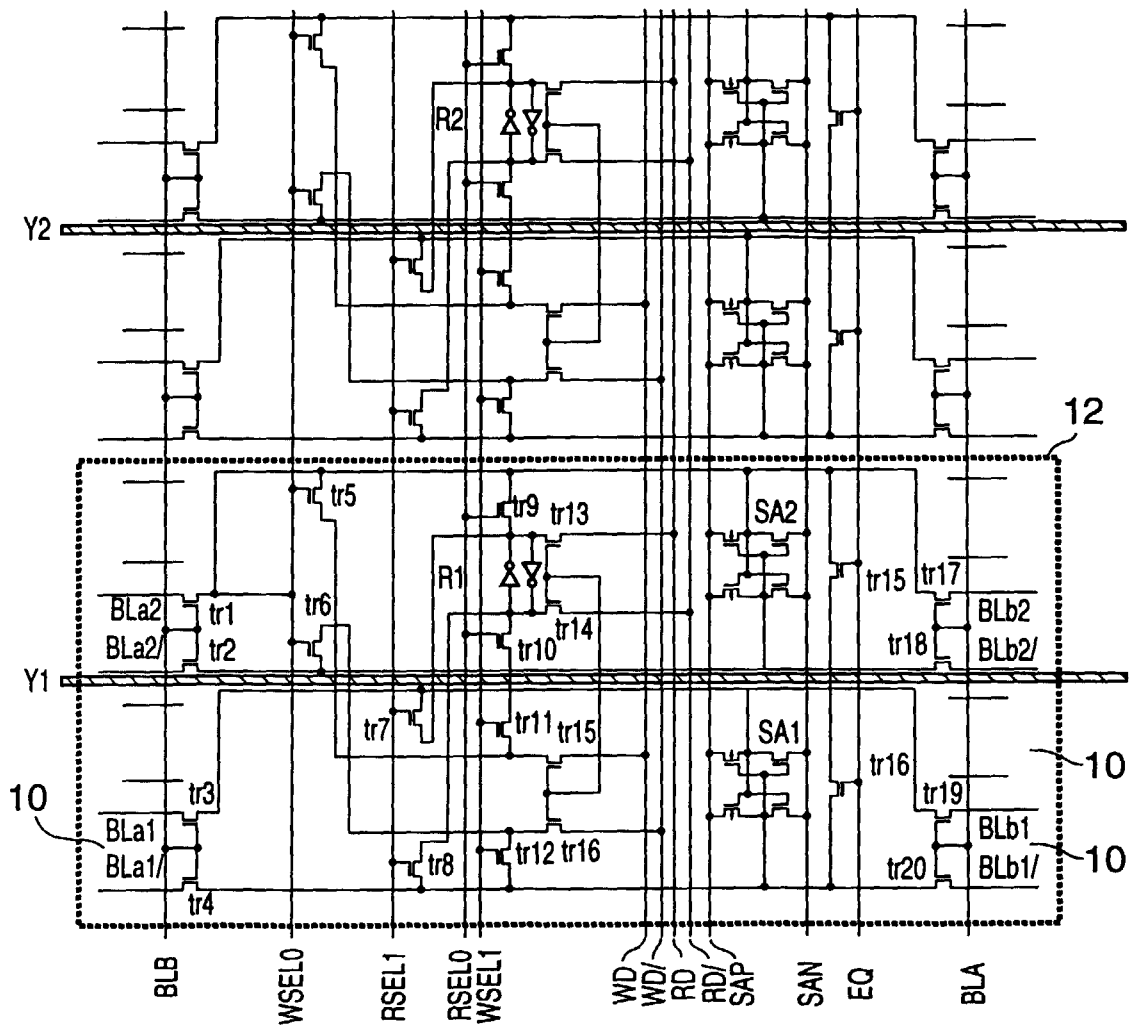 R2
Y2
12
tr5
tr9
tr13
SA2
R1
tr15
tr17
BLa2
tr1
tr6
BLb2
tr14
BLa2/
tr2
tr10
tr18
BLb2/
Y1
tr7
tr11
tr15
SA1
tr16
10
10
tr3
tr19
BLa1
BLb1
10
BLa1/
tr8
tr12
tr16
tr20
BLb1/
tr4
BLB
WSEL0
RSEL1
RSEL0
WSEL1
WD
WD/
RD
RD/
SAP
SAN
EQ
BLA